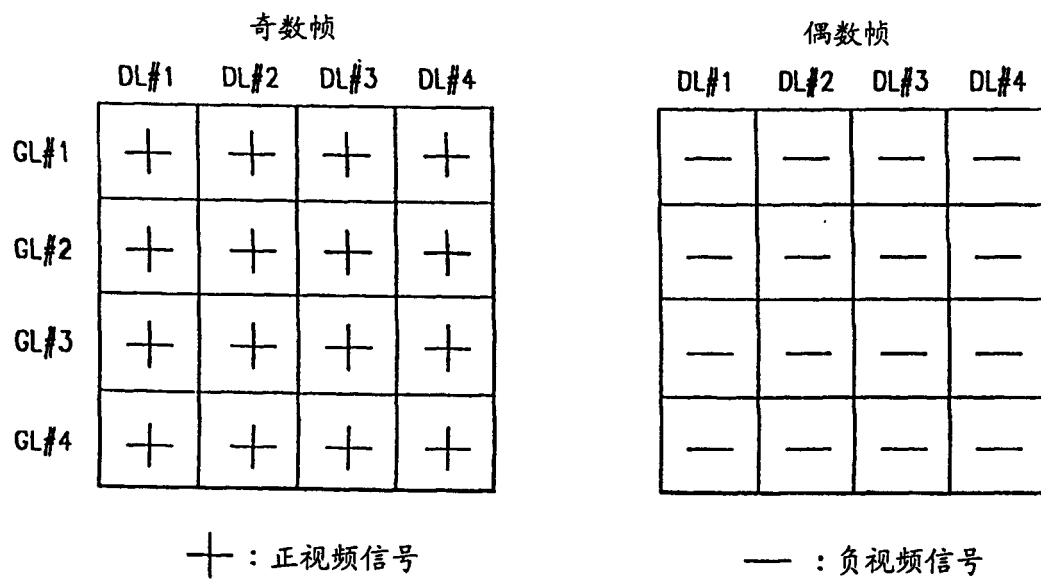 奇数帧 偶数帧
DL#1 DL#2 DL#3 DL#4 DL#1 DL#2 DL#3 DL#4
GL#1 + + + + — — — —
GL#2 + + + + — — — —
GL#3 + + + + — — — —
GL#4 + + + + — — — —
+ : 正视频信号 — : 负视频信号